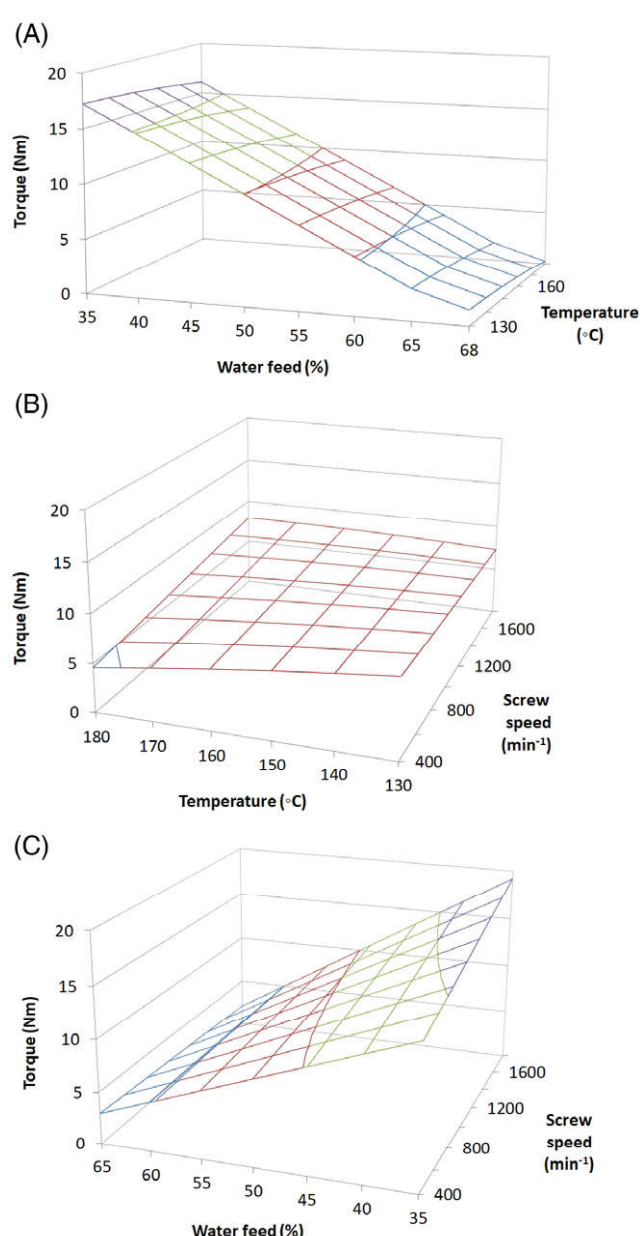 (A)
20
15
10
5
0
Torque (Nm)
35
40
45
50
55
60
65
68
Water feed (%)
130
160
Temperature
(◦C)
(B)
20
15
10
5
0
Torque (Nm)
180
170
160
150
140
130
Temperature (◦C)
400
800
1200
1600
Screw
speed
(min⁻¹)
(C)
20
15
10
5
0
Torque (Nm)
65
60
55
50
45
40
35
Water feed (%)
400
800
1200
1600
Screw
speed
(min⁻¹)